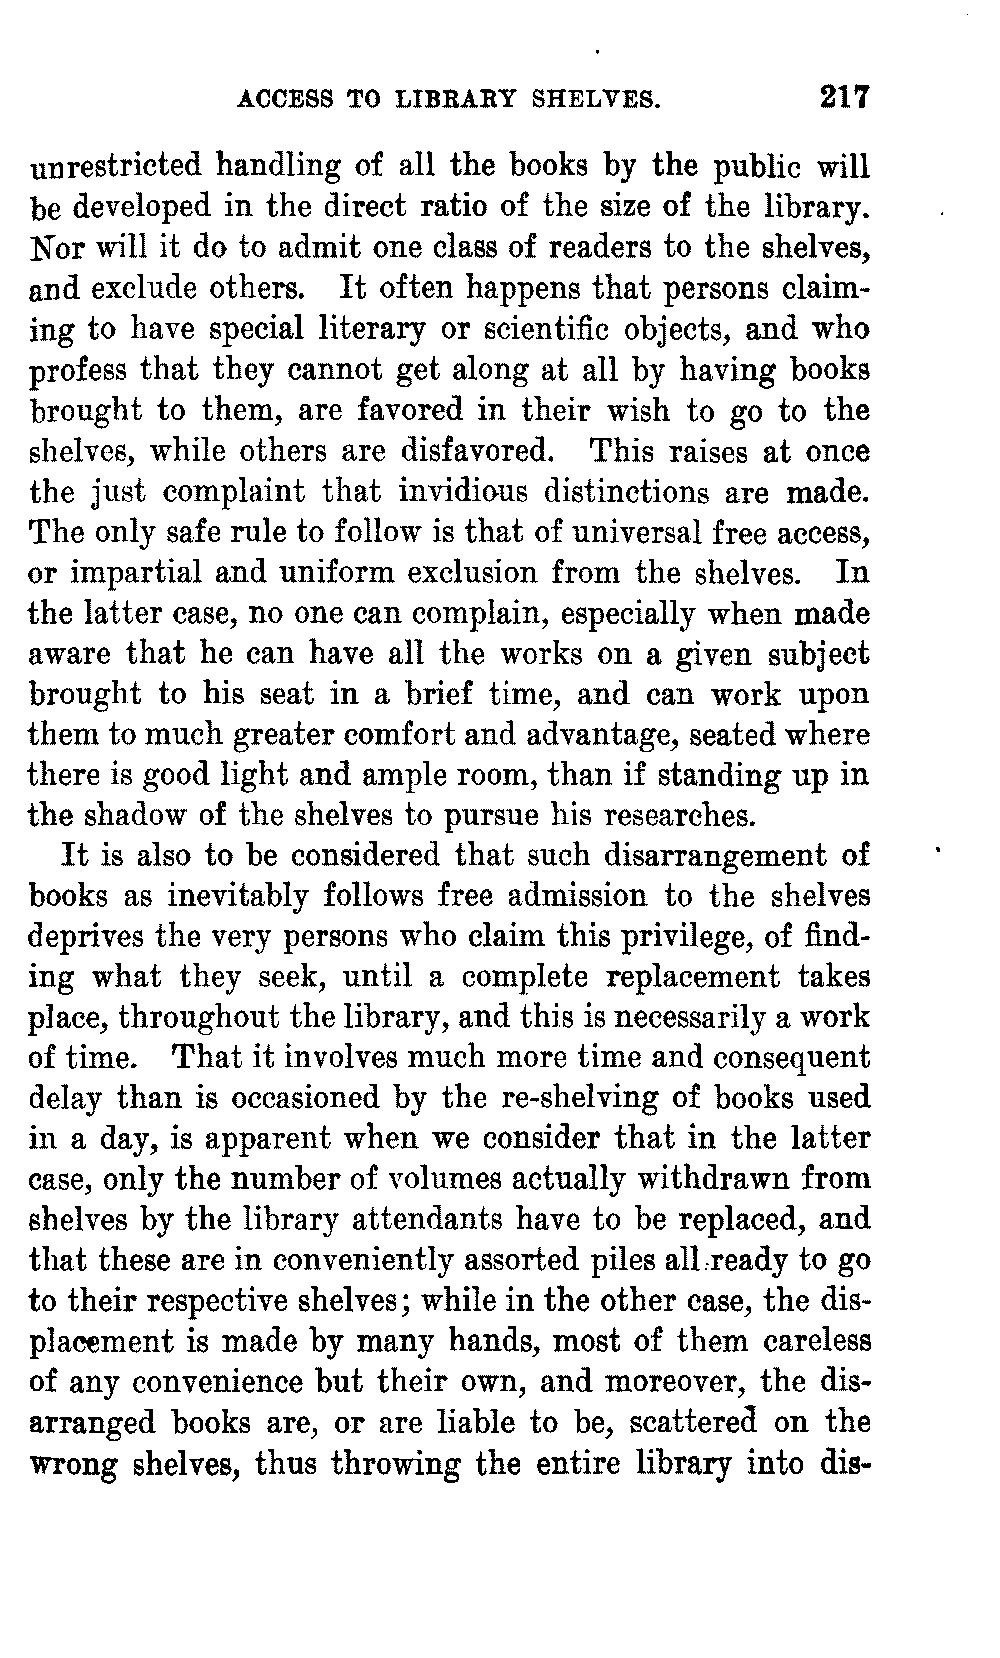 ACCESS TO LIBRARY SHELVES. 217
unrestricted handling of all the books by the public will
be developed in the direct ratio of the size of the library.
Nor will it do to admit one class of readers to the shelves,
and exclude others. It often happens that persons claim-
ing to have special literary or scientific objects, and who
profess that they cannot get along at all by having books
brought to them, are favored in their wish to go to the
shelves, while others are disfavored. This raises at once
the just complaint that invidious distinctions are made.
The only safe rule to follow is that of universal free access,
or impartial and uniform exclusion from the shelves. In
the latter case, no one can complain, especially when made
aware that he can have all the works on a given subject
brought to his seat in a brief time, and can work upon
them to much greater comfort and advantage, seated where
there is good light and ample room, than if standing up in
the shadow of the shelves to pursue his researches.
It is also to be considered that such disarrangement of
books as inevitably follows free admission to the shelves
deprives the very persons who claim this privilege, of find-
ing what they seek, until a complete replacement takes
place, throughout the library, and this is necessarily a work
of time. That it involves much more time and consequent
delay than is occasioned by the re-shelving of books used
in a day, is apparent when we consider that in the latter
case, only the number of volumes actually withdrawn from
shelves by the library attendants have to be replaced, and
that these are in conveniently assorted piles all ready to go
to their respective shelves; while in the other case, the dis-
placement is made by many hands, most of them careless
of any convenience but their own, and moreover, the dis-
arranged books are, or are liable to be, scattered on the
wrong shelves, thus throwing the entire library into dis-